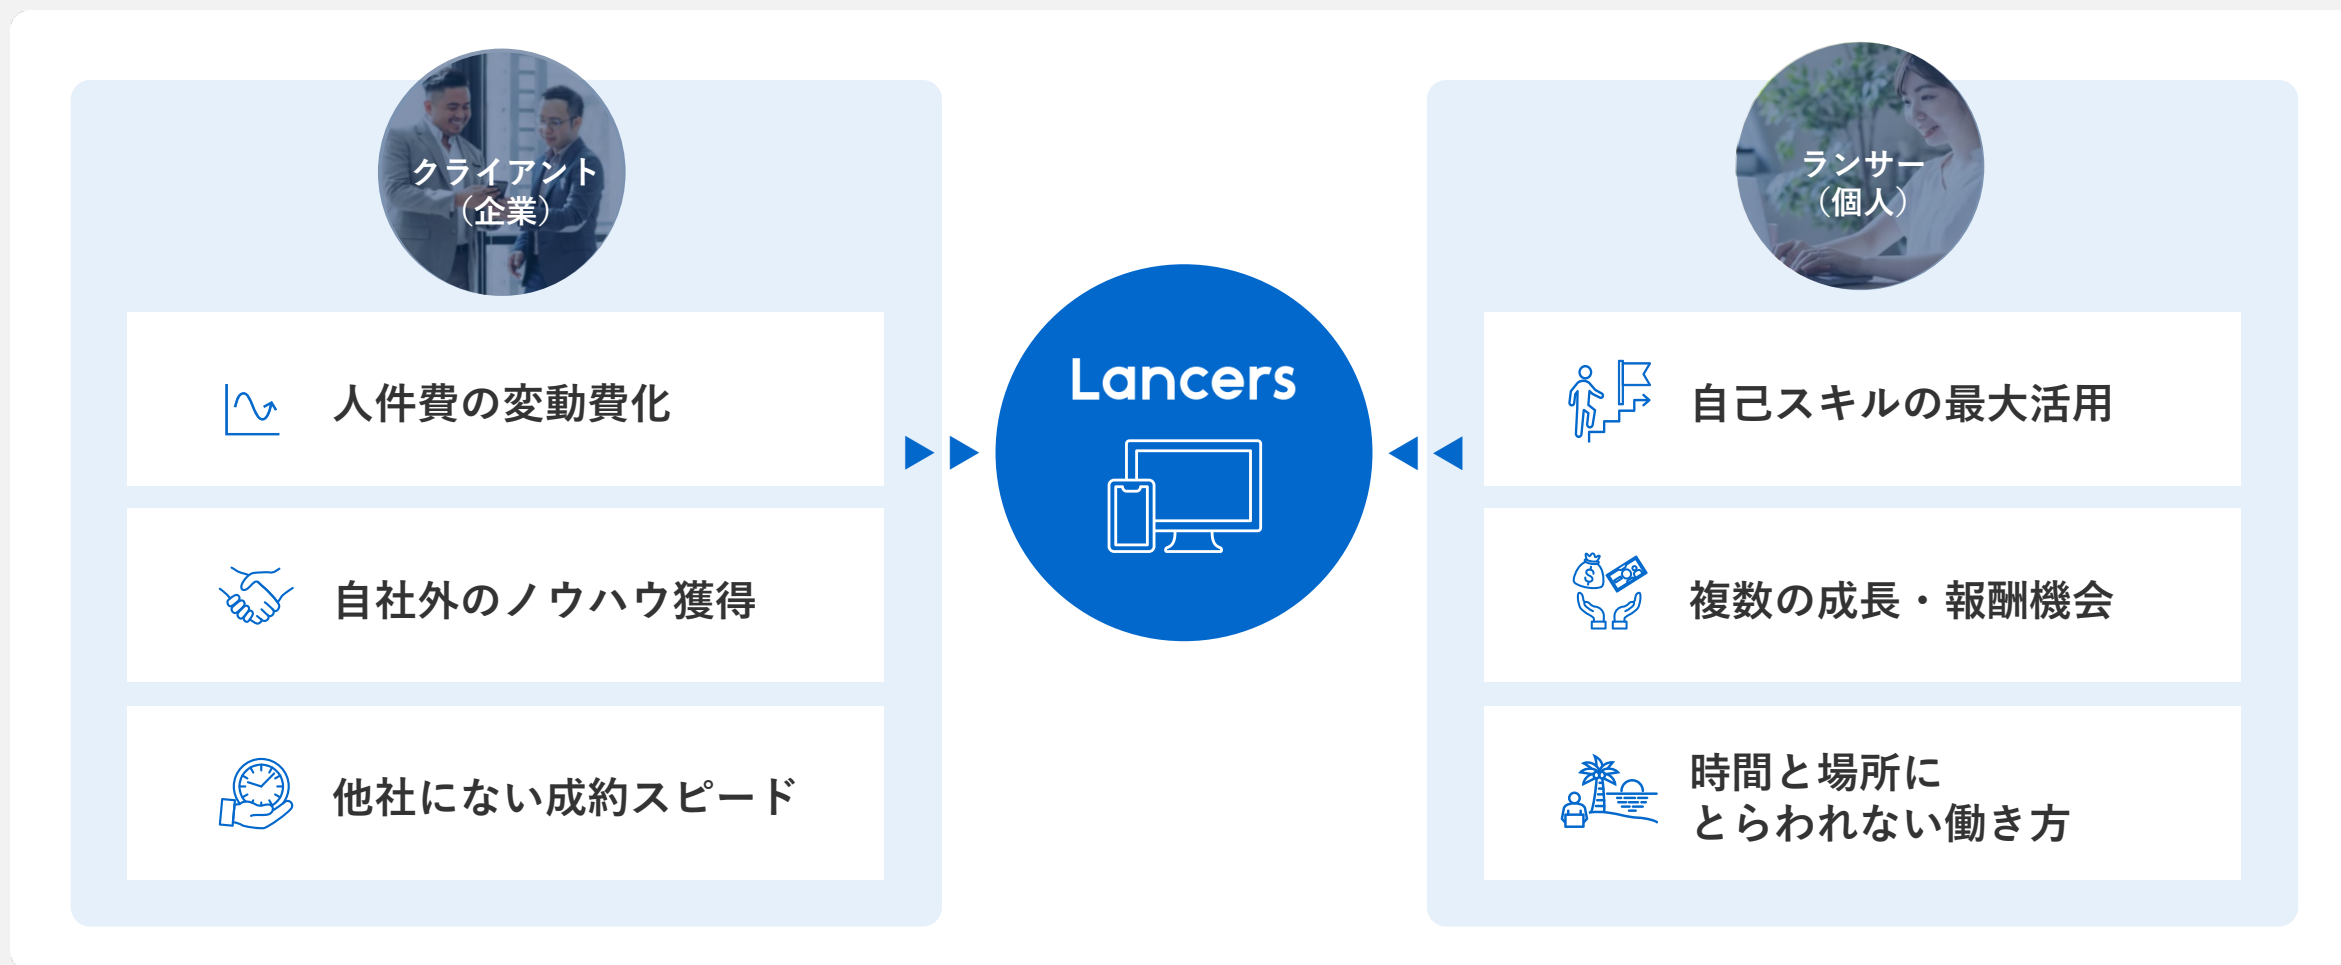 クライアント
（企業）
人件費の変動費化
自社外のノウハウ獲得
他社にない成約スピード
Lancers
ランサー
（個人）
自己スキルの最大活用
複数の成長・報酬機会
時間と場所に
とらわれない働き方